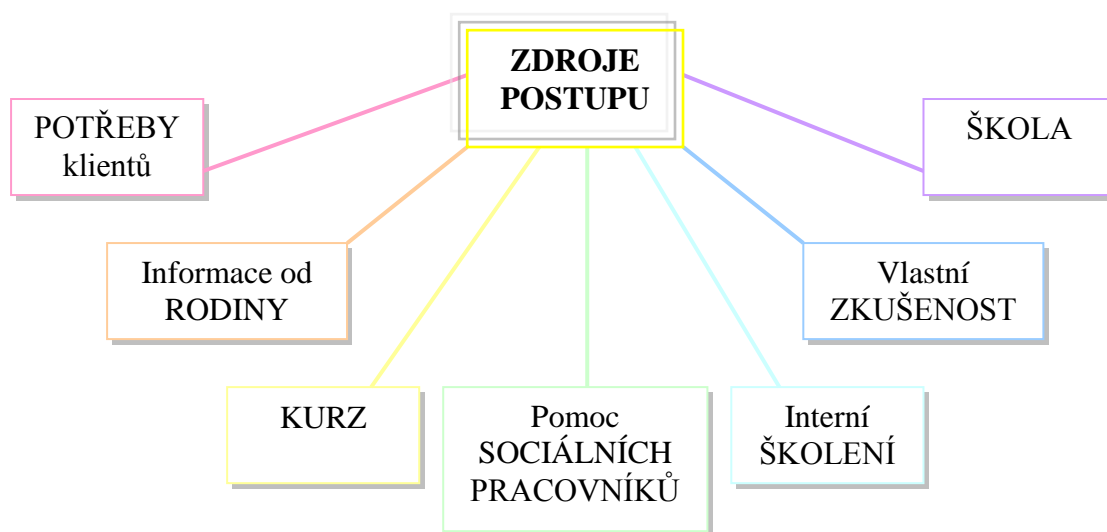 ZDROJE
POSTUPU
POTŘEBY
klientů
ŠKOLA
Informace od
RODINY
Vlastní
ZKUŠENOST
KURZ
Pomoc
SOCIÁLNÍCH
PRACOVNÍKŮ
Interní
ŠKOLENÍ